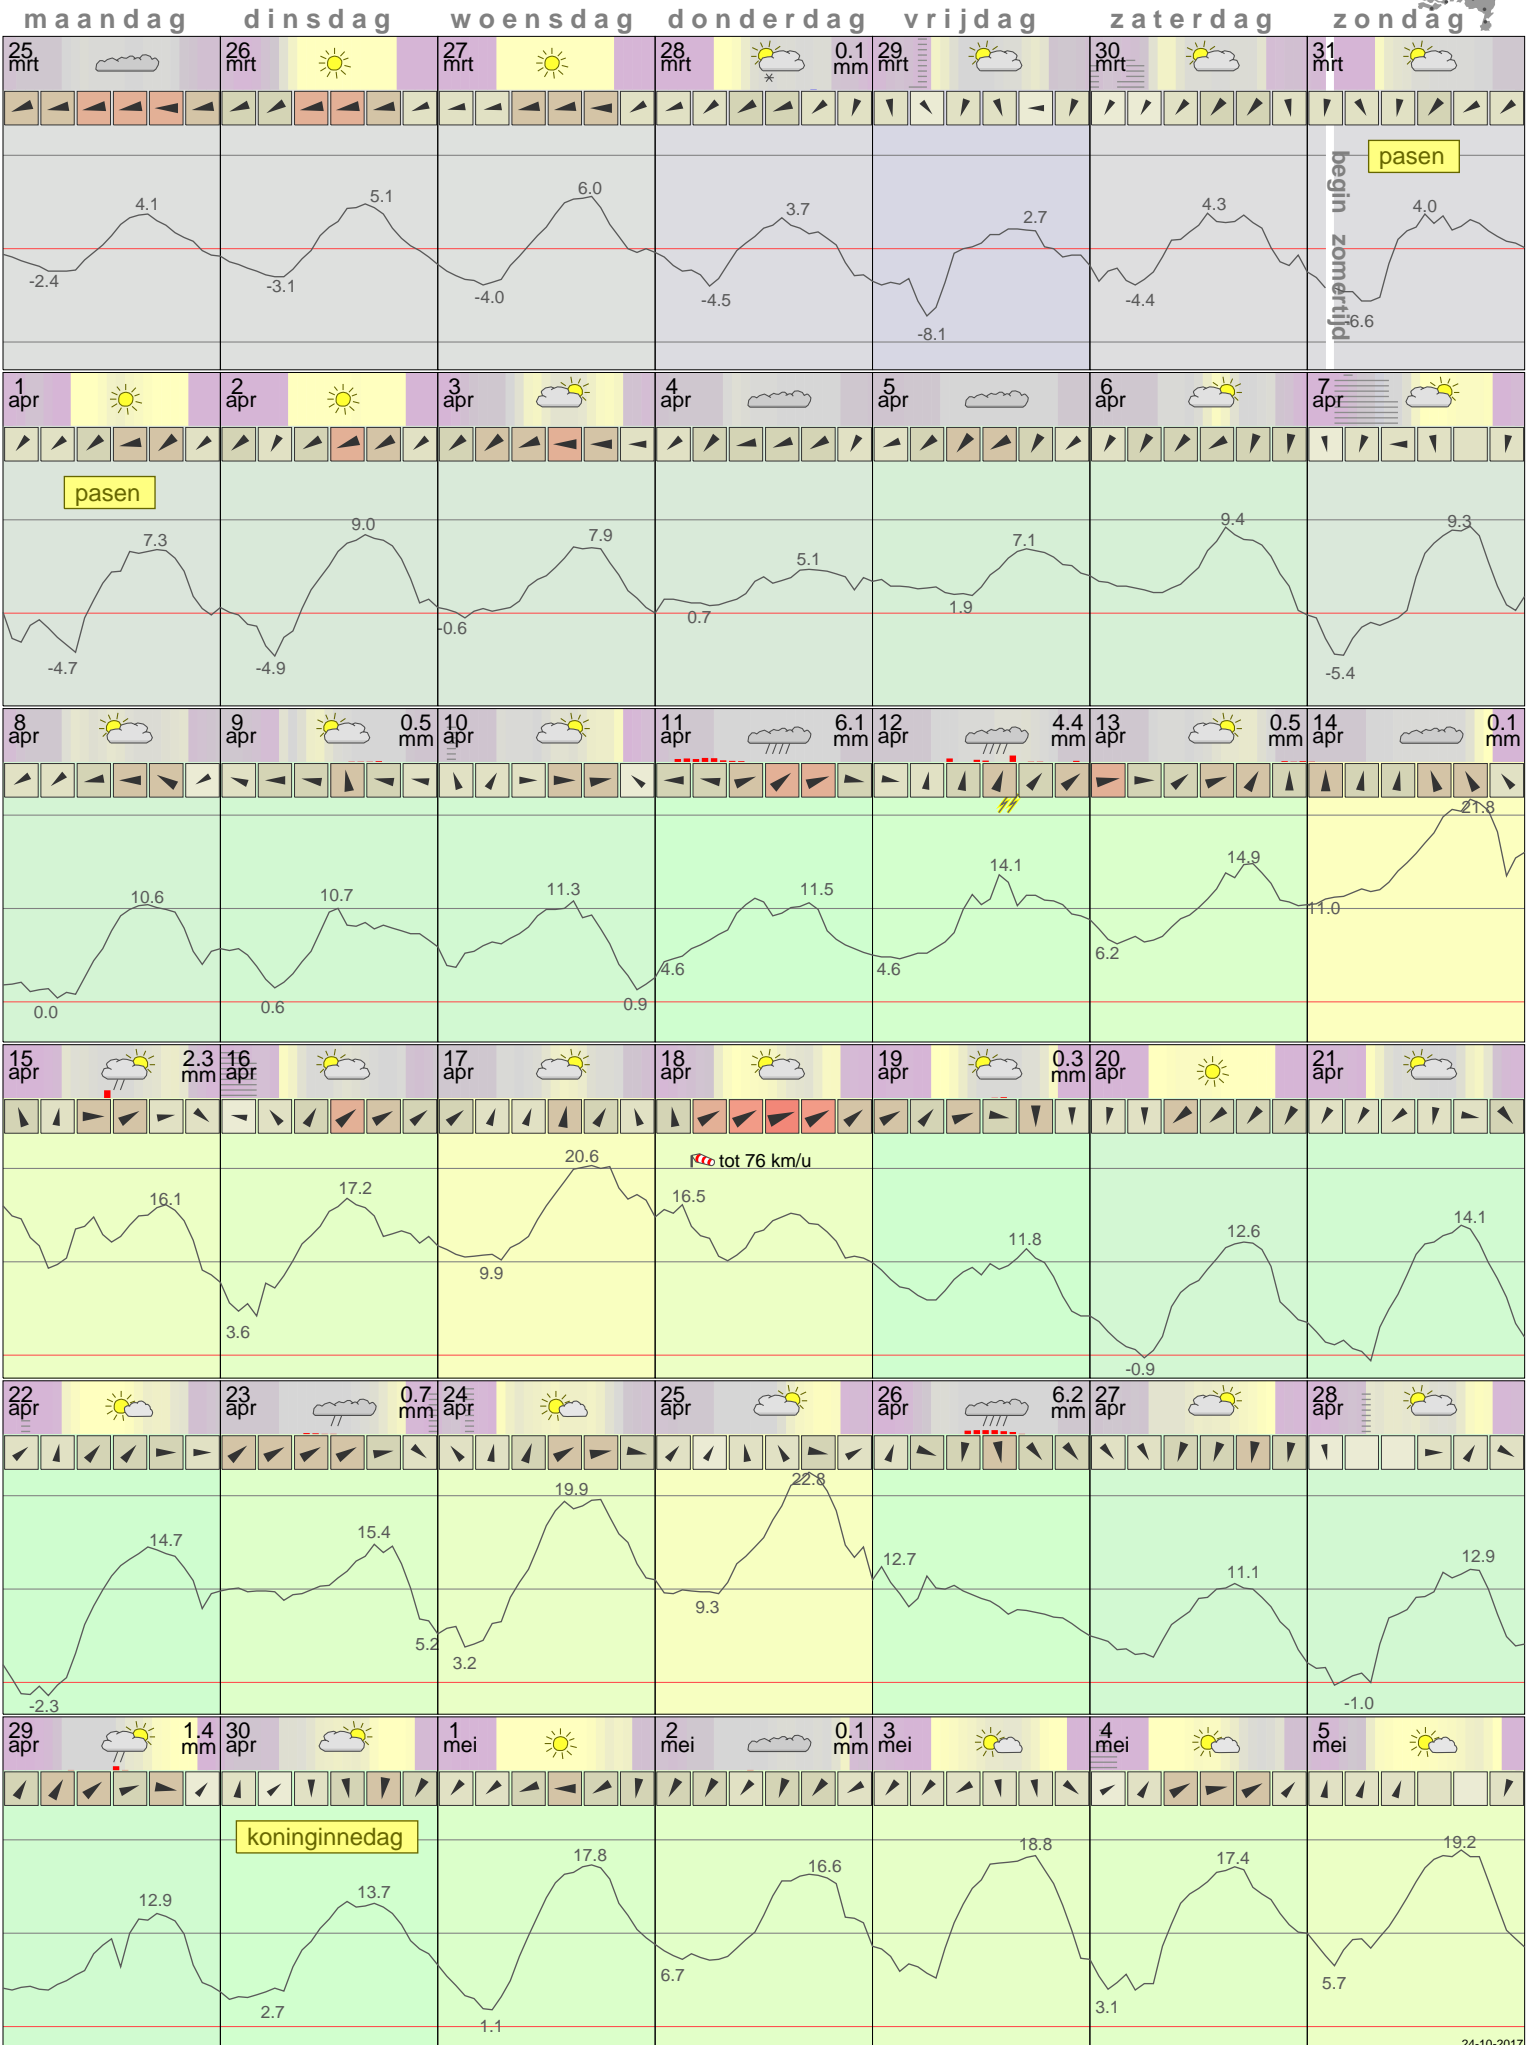 maandag dinsdag woensdag donderdag vrijdag zaterdag zondag
25 mrt 26 mrt 27 mrt 28 mrt 0.1 mm 29 mrt 30 mrt 31 mrt
pasen
begin zomertijd
4.1 5.1 6.0 3.7 2.7 4.3 4.0
-2.4 -3.1 -4.0 -4.5 -8.1 -4.4 -6.6
1 apr 2 apr 3 apr 4 apr 5 apr 6 apr 7 apr
pasen
7.3 9.0 7.9 5.1 7.1 9.4 9.3
-4.7 -4.9 -0.6 0.7 1.9 -5.4
8 apr 9 apr 0.5 mm 10 apr 11 apr 6.1 mm 12 apr 4.4 mm 13 apr 0.5 mm 14 apr 0.1 mm
10.6 10.7 11.3 11.5 14.1 14.9 21.8
0.0 0.6 0.9 4.6 4.6 6.2 11.0
15 apr 2.3 mm 16 apr 17 apr 18 apr 19 apr 0.3 mm 20 apr 21 apr
tot 76 km/u
16.1 17.2 20.6 16.5 11.8 12.6 14.1
3.6 9.9 -0.9
22 apr 23 apr 0.7 mm 24 apr 25 apr 26 apr 6.2 mm 27 apr 28 apr
14.7 15.4 19.9 22.8 12.7 11.1 12.9
-2.3 5.2 3.2 9.3 -1.0
29 apr 1.4 mm 30 apr 1 mei 2 mei 0.1 mm 3 mei 4 mei 5 mei
koninginnedag
12.9 13.7 17.8 16.6 18.8 17.4 19.2
2.7 1.1 6.7 3.1 5.7
24-10-2017